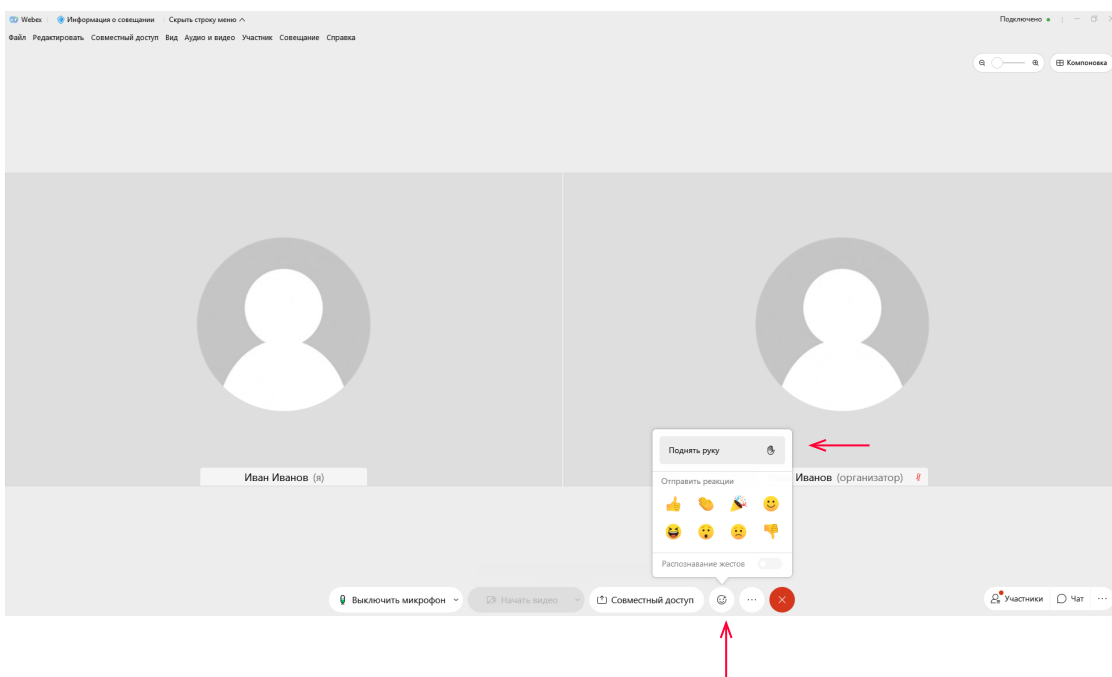 Webex Информация о совещании Скрыть строку меню Подключено
Файл Редактировать Совместный доступ Вид Аудио и видео Участник Совещание Справка
Компоновка
Поднять руку
Иван Иванов (я) Иванов (организатор)
Отправить реакции
Распознавание жестов
Выключить микрофон Начать видео Совместный доступ Участники Чат